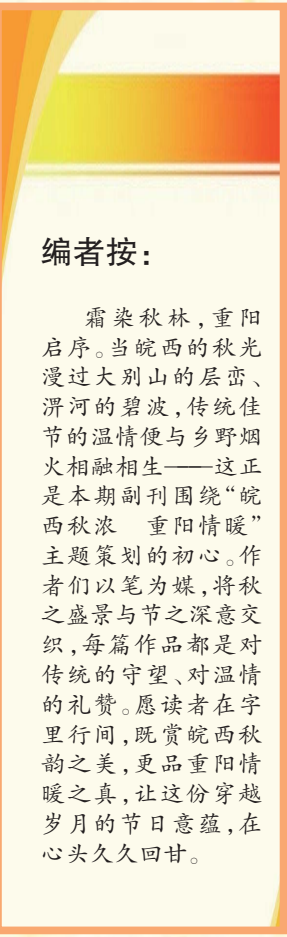 编者按：
霜染秋林，重阳
启序。当皖西的秋光
漫过大别山的层峦、
淠河的碧波，传统佳
节的温情便与乡野烟
火相融相生——这正
是本期副刊围绕“皖
西秋浓　重阳情暖”
主题策划的初心。作
者们以笔为媒，将秋
之盛景与节之深意交
织，每篇作品都是对
传统的守望、对温情
的礼赞。愿读者在字
里行间，既赏皖西秋
韵之美，更品重阳情
暖之真，让这份穿越
岁月的节日意蕴，在
心头久久回甘。